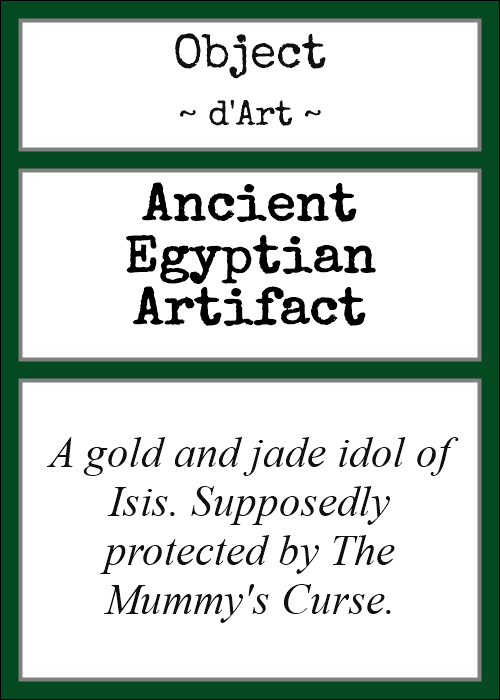 Object
~ d'Art ~
Ancient
Egyptian
Artifact
A gold and jade idol of
Isis. Supposedly
protected by The
Mummy's Curse.